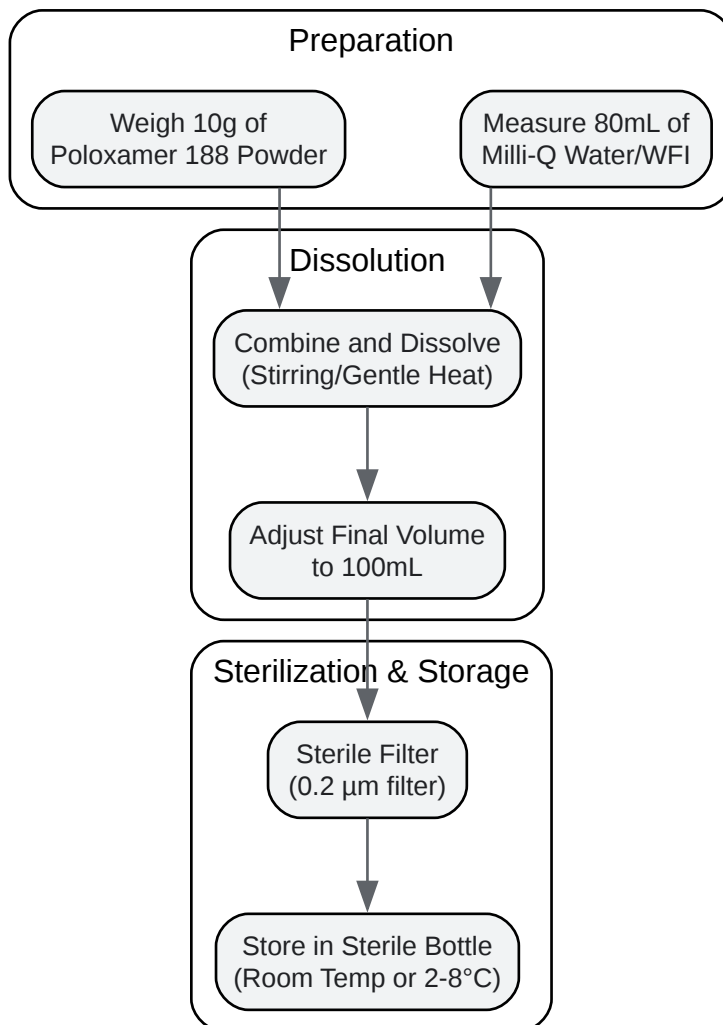 Preparation
Weigh 10g of
Poloxamer 188 Powder
Measure 80mL of
Milli-Q Water/WFI
Dissolution
Combine and Dissolve
(Stirring/Gentle Heat)
Adjust Final Volume
to 100mL
Sterilization & Storage
Sterile Filter
(0.2 µm filter)
Store in Sterile Bottle
(Room Temp or 2-8°C)